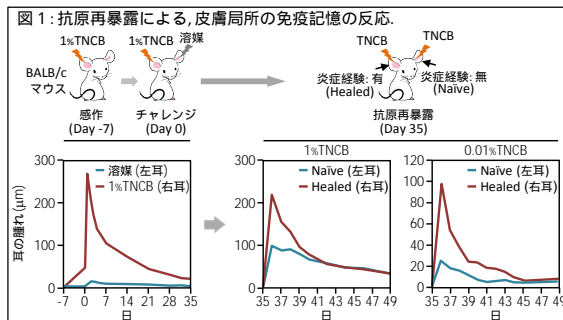 図1:抗原再暴露による,皮膚局所の免疫記憶の反応.
1%TNCB
1%TNCB
溶媒
BALB/c
マウス
感作
(Day -7)
チャレンジ
(Day 0)
TNCB
TNCB
炎症経験: 有
(Healed)
炎症経験: 無
(Naïve)
抗原再暴露
(Day 35)
耳の腫れ (μm)
300
200
100
0
-7 0 7 14 21 28 35
日
溶媒 (左耳)
1%TNCB (右耳)
1%TNCB
300
200
100
0
35 37 39 41 43 45 47 49
日
Naïve (左耳)
Healed (右耳)
0.01%TNCB
120
100
80
60
40
20
0
35 37 39 41 43 45 47 49
日
Naïve (左耳)
Healed (右耳)